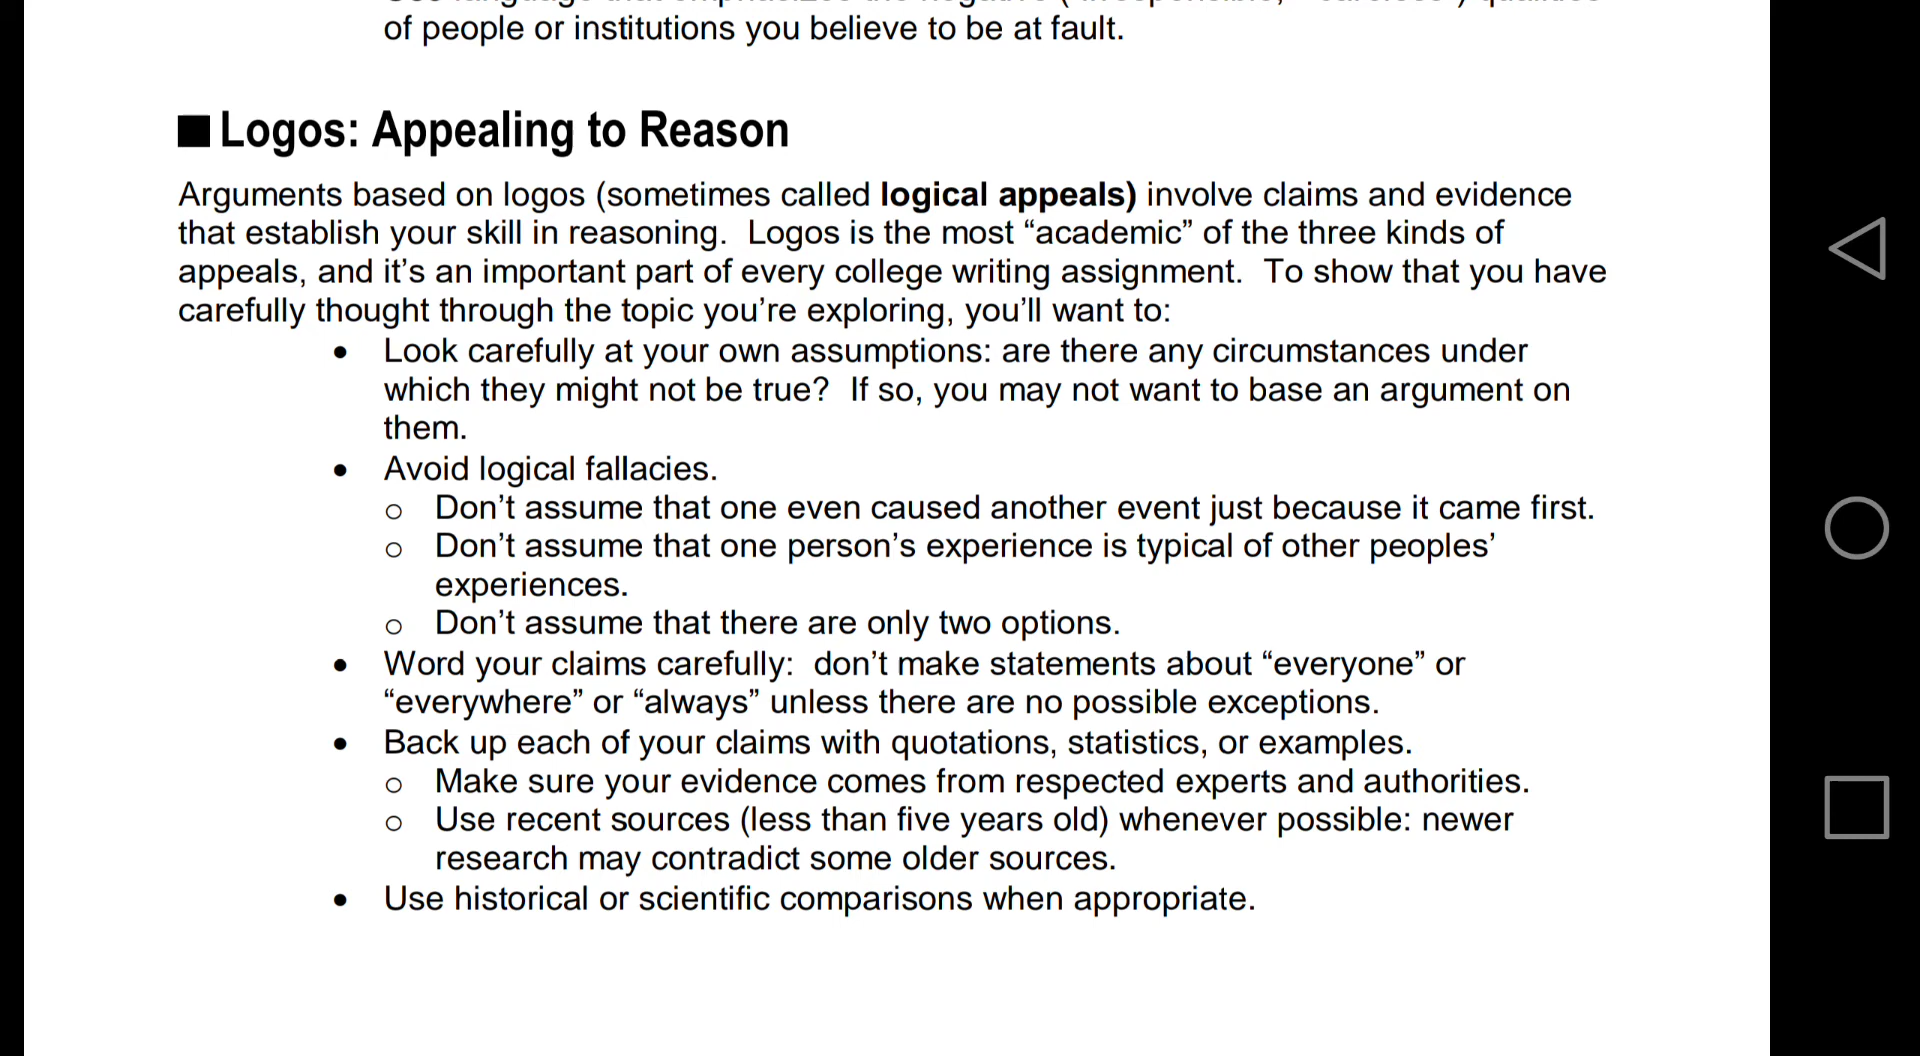 of people or institutions you believe to be at fault.
Logos: Appealing to Reason
Arguments based on logos (sometimes called logical appeals) involve claims and evidence
that establish your skill in reasoning.  Logos is the most “academic” of the three kinds of
appeals, and it’s an important part of every college writing assignment.  To show that you have
carefully thought through the topic you’re exploring, you’ll want to:
• Look carefully at your own assumptions: are there any circumstances under
which they might not be true?  If so, you may not want to base an argument on
them.
• Avoid logical fallacies.
o Don’t assume that one even caused another event just because it came first.
o Don’t assume that one person’s experience is typical of other peoples’
experiences.
o Don’t assume that there are only two options.
• Word your claims carefully:  don’t make statements about “everyone” or
“everywhere” or “always” unless there are no possible exceptions.
• Back up each of your claims with quotations, statistics, or examples.
o Make sure your evidence comes from respected experts and authorities.
o Use recent sources (less than five years old) whenever possible: newer
research may contradict some older sources.
• Use historical or scientific comparisons when appropriate.